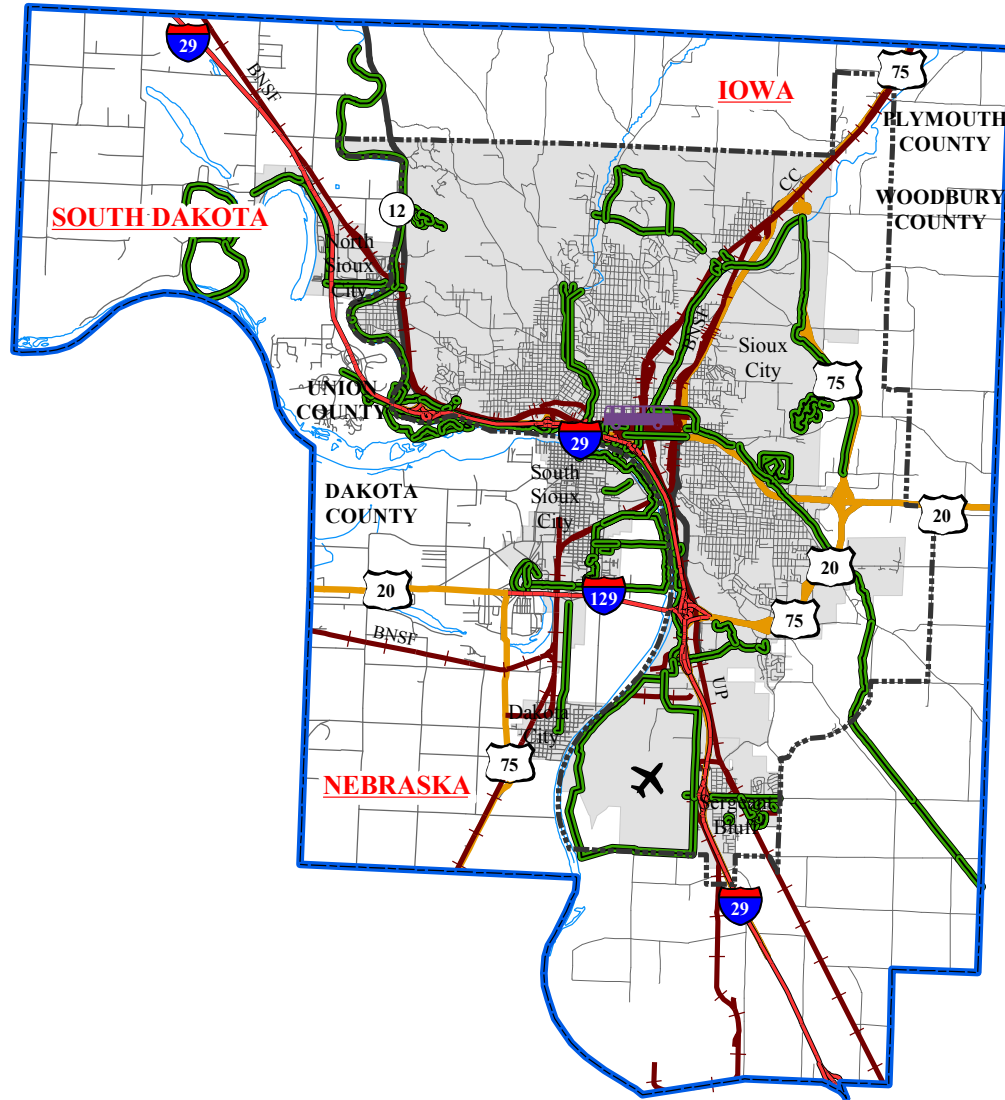 29
BNSF
75
IOWA
PLYMOUTH
COUNTY
CC
WOODBURY
COUNTY
SOUTH DAKOTA
12
North
Sioux
City
BNSF
Sioux
City
75
UNION
COUNTY
29
South
Sioux
City
DAKOTA
COUNTY
20
20
20
129
75
BNSF
UP
Dakota
City
75
NEBRASKA
Sergeant
Bluff
29